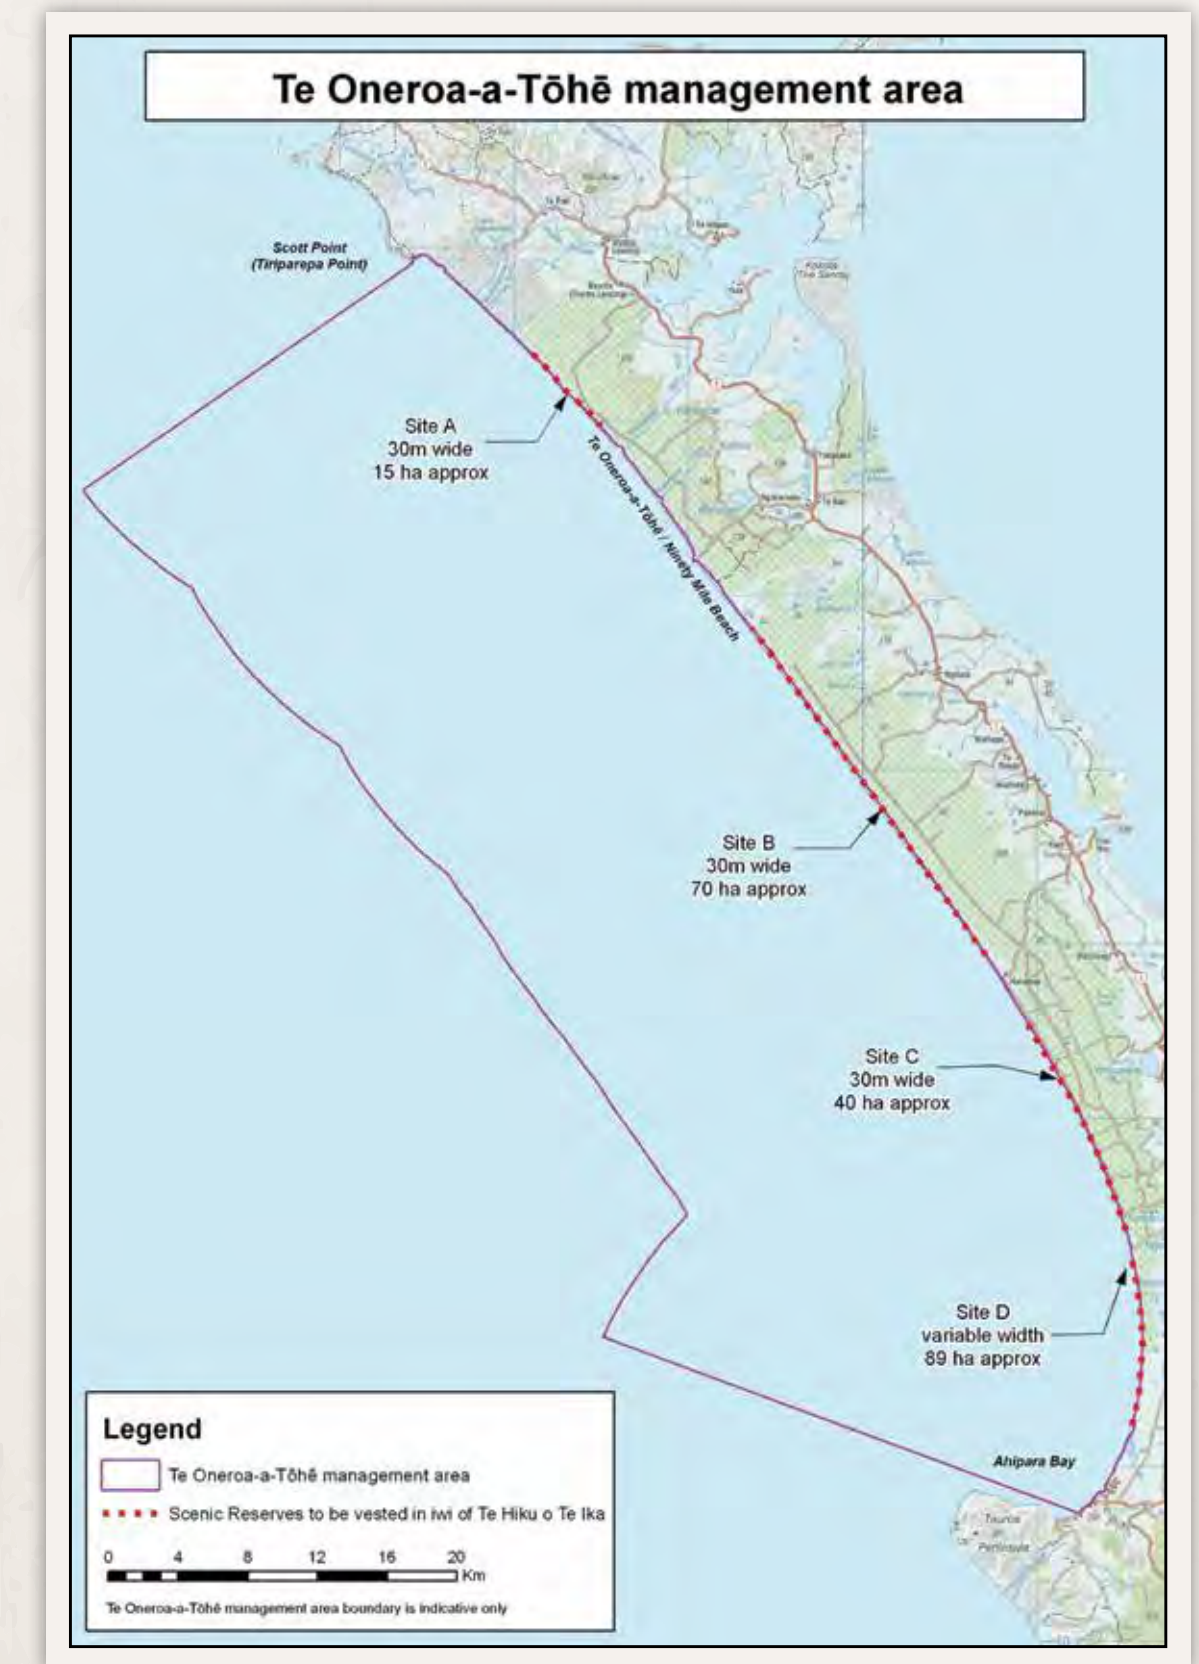 Te Oneroa-a-Tōhē management area
Scott Point
(Tiriparepa Point)
Site A
30m wide
15 ha approx
Te Oneroa-a-Tōhē / Ninety Mile Beach
Site B
30m wide
70 ha approx
Site C
30m wide
40 ha approx
Site D
variable width
89 ha approx
Ahipara Bay
Legend
Te Oneroa-a-Tōhē management area
Scenic Reserves to be vested in iwi of Te Hiku o Te Ika
0 4 8 12 16 20
Km
Te Oneroa-a-Tōhē management area boundary is indicative only